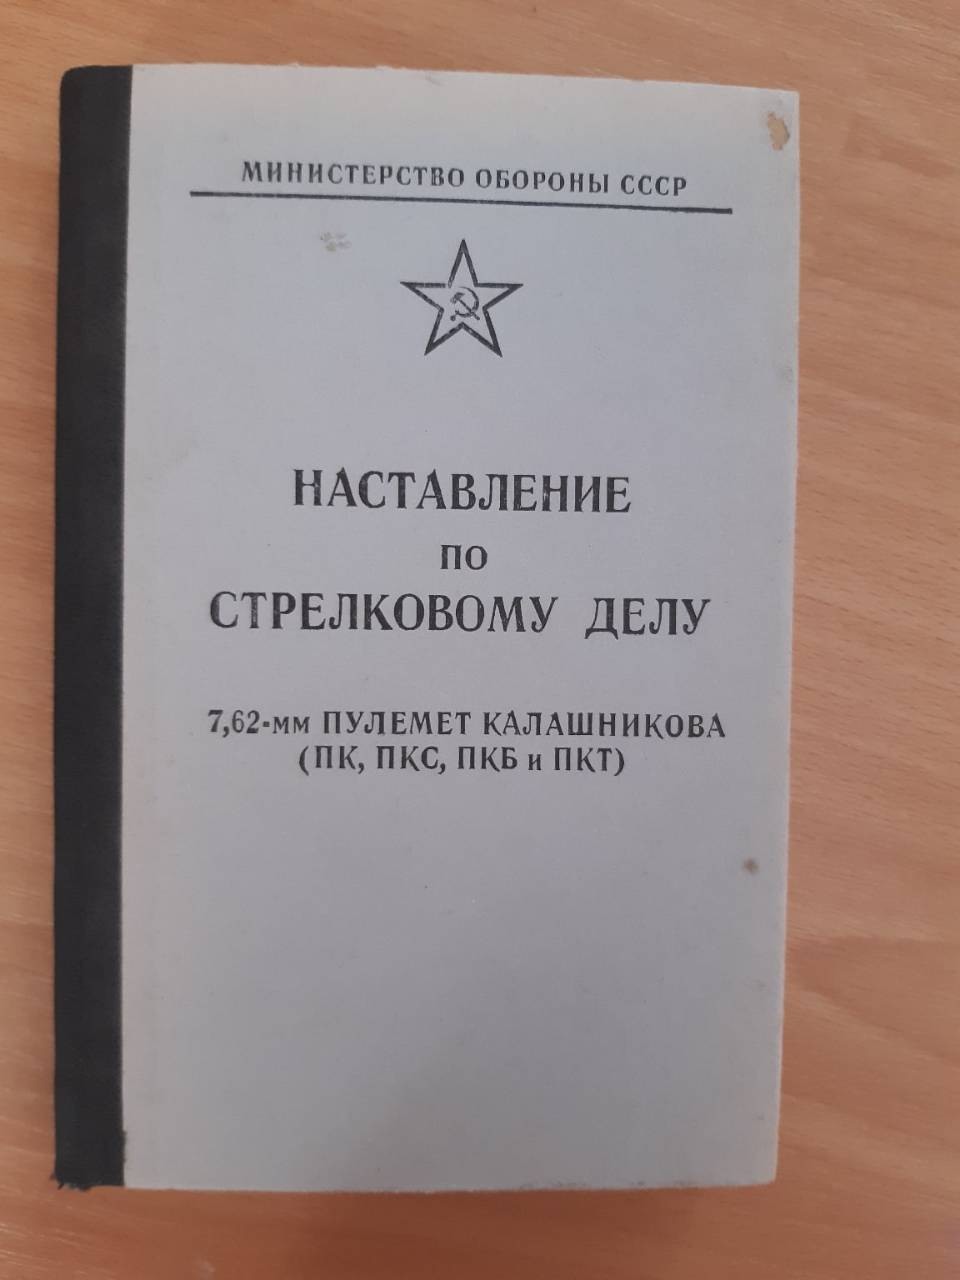 МИНИСТЕРСТВО ОБОРОНЫ СССР
НАСТАВЛЕНИЕ
ПО
СТРЕЛКОВОМУ ДЕЛУ
7,62-мм ПУЛЕМЕТ КАЛАШНИКОВА
(ПК, ПКС, ПКБ и ПКТ)